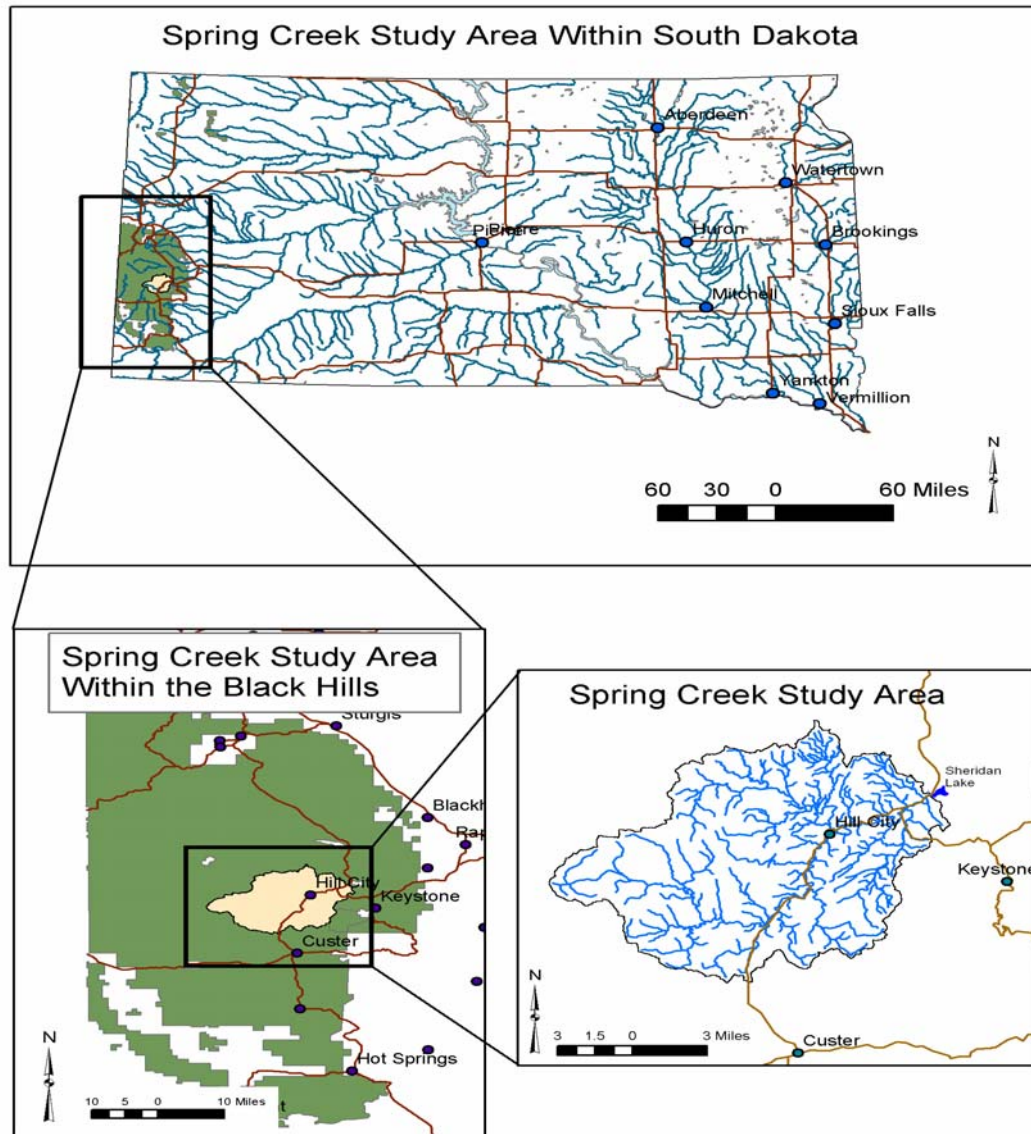 Spring Creek Study Area Within South Dakota
Aberdeen
Watertown
Pierre
Huron
Brookings
Mitchell
Sioux Falls
Yankton
Vermillion
N
60 30 0 60 Miles
Spring Creek Study Area
Within the Black Hills
Sturgis
Blackh
Rap
Hill City
Keystone
Custer
Hot Springs
N
10 5 0 10 Miles
t
Spring Creek Study Area
Sheridan
Lake
Hill City
Keystone
N
3 1.5 0 3 Miles
Custer